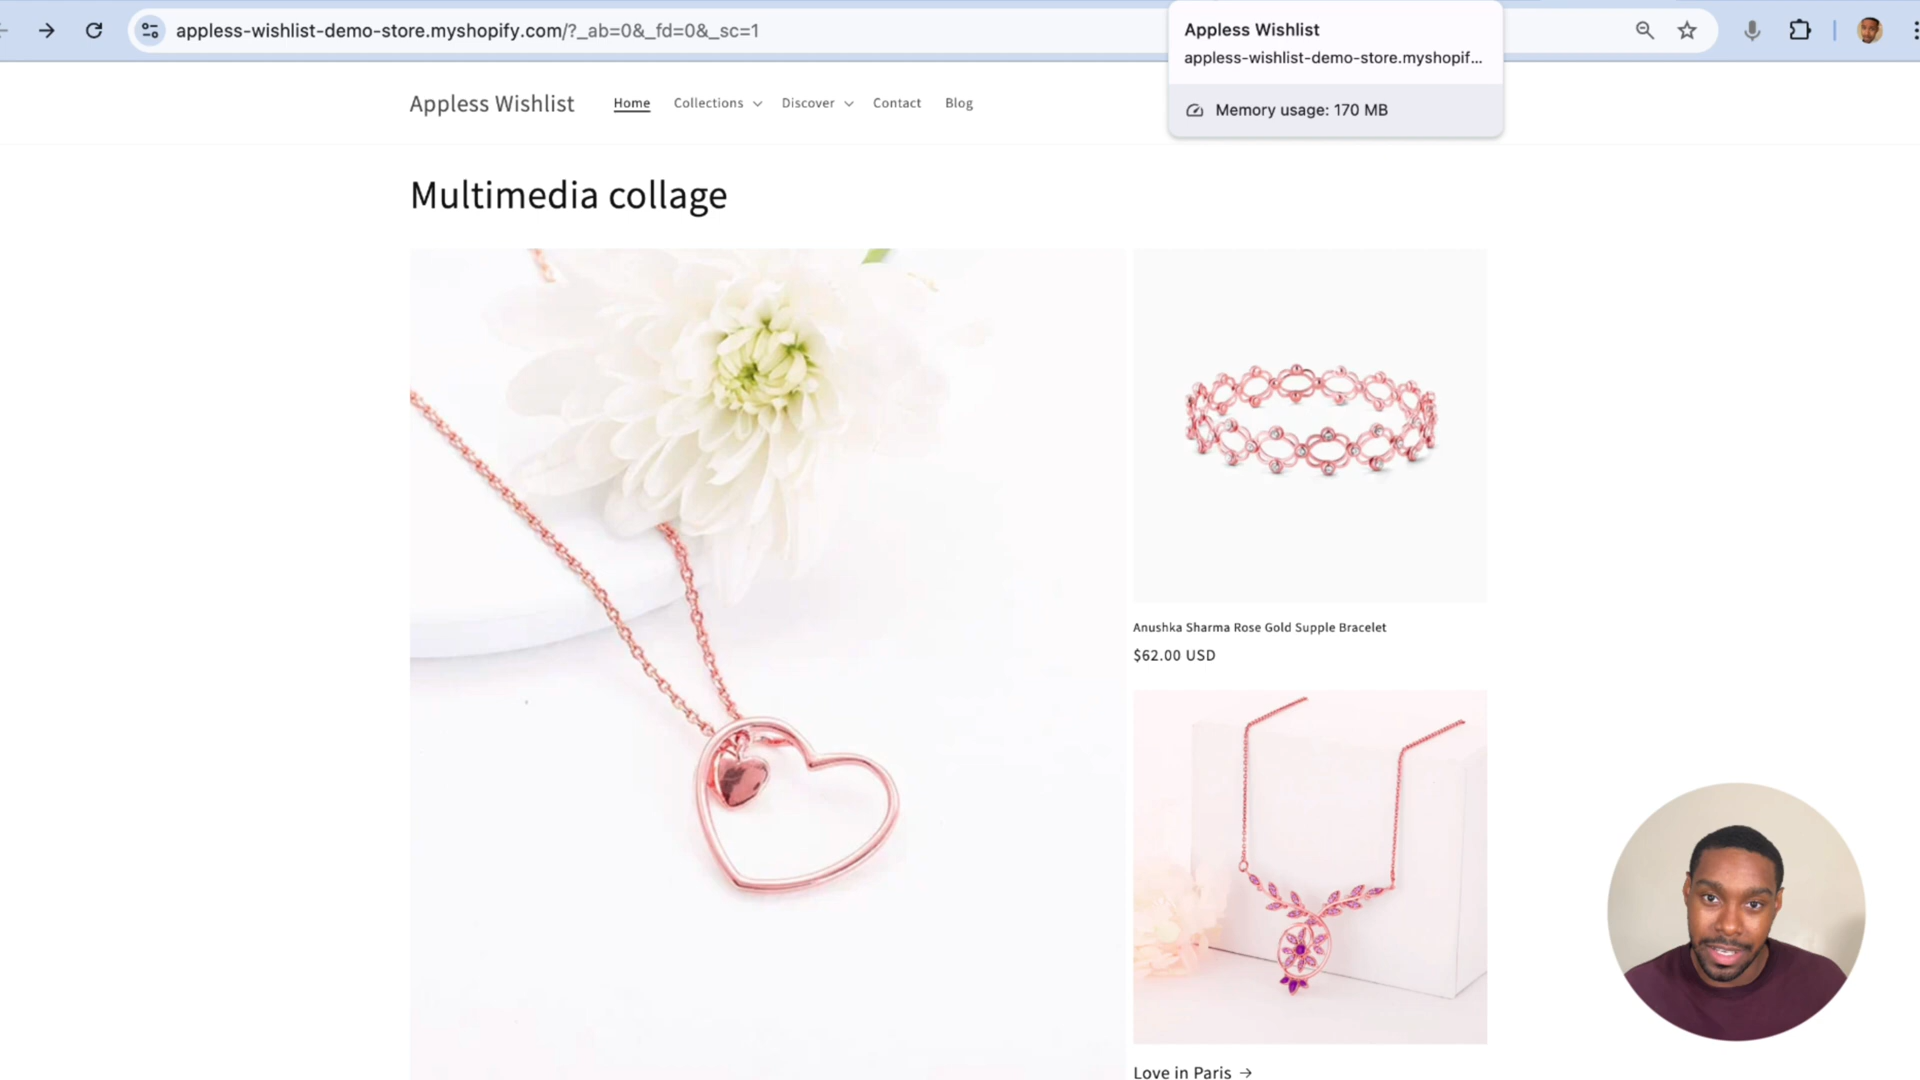 appless-wishlist-demo-store.myshopify.com/?_ab=0&_fd=0&_sc=1
Appless Wishlist
appless-wishlist-demo-store.myshopif...
Memory usage: 170 MB
Appless Wishlist
Home
Collections
Discover
Contact
Blog
Multimedia collage
Anushka Sharma Rose Gold Supple Bracelet
$62.00 USD
Love in Paris →